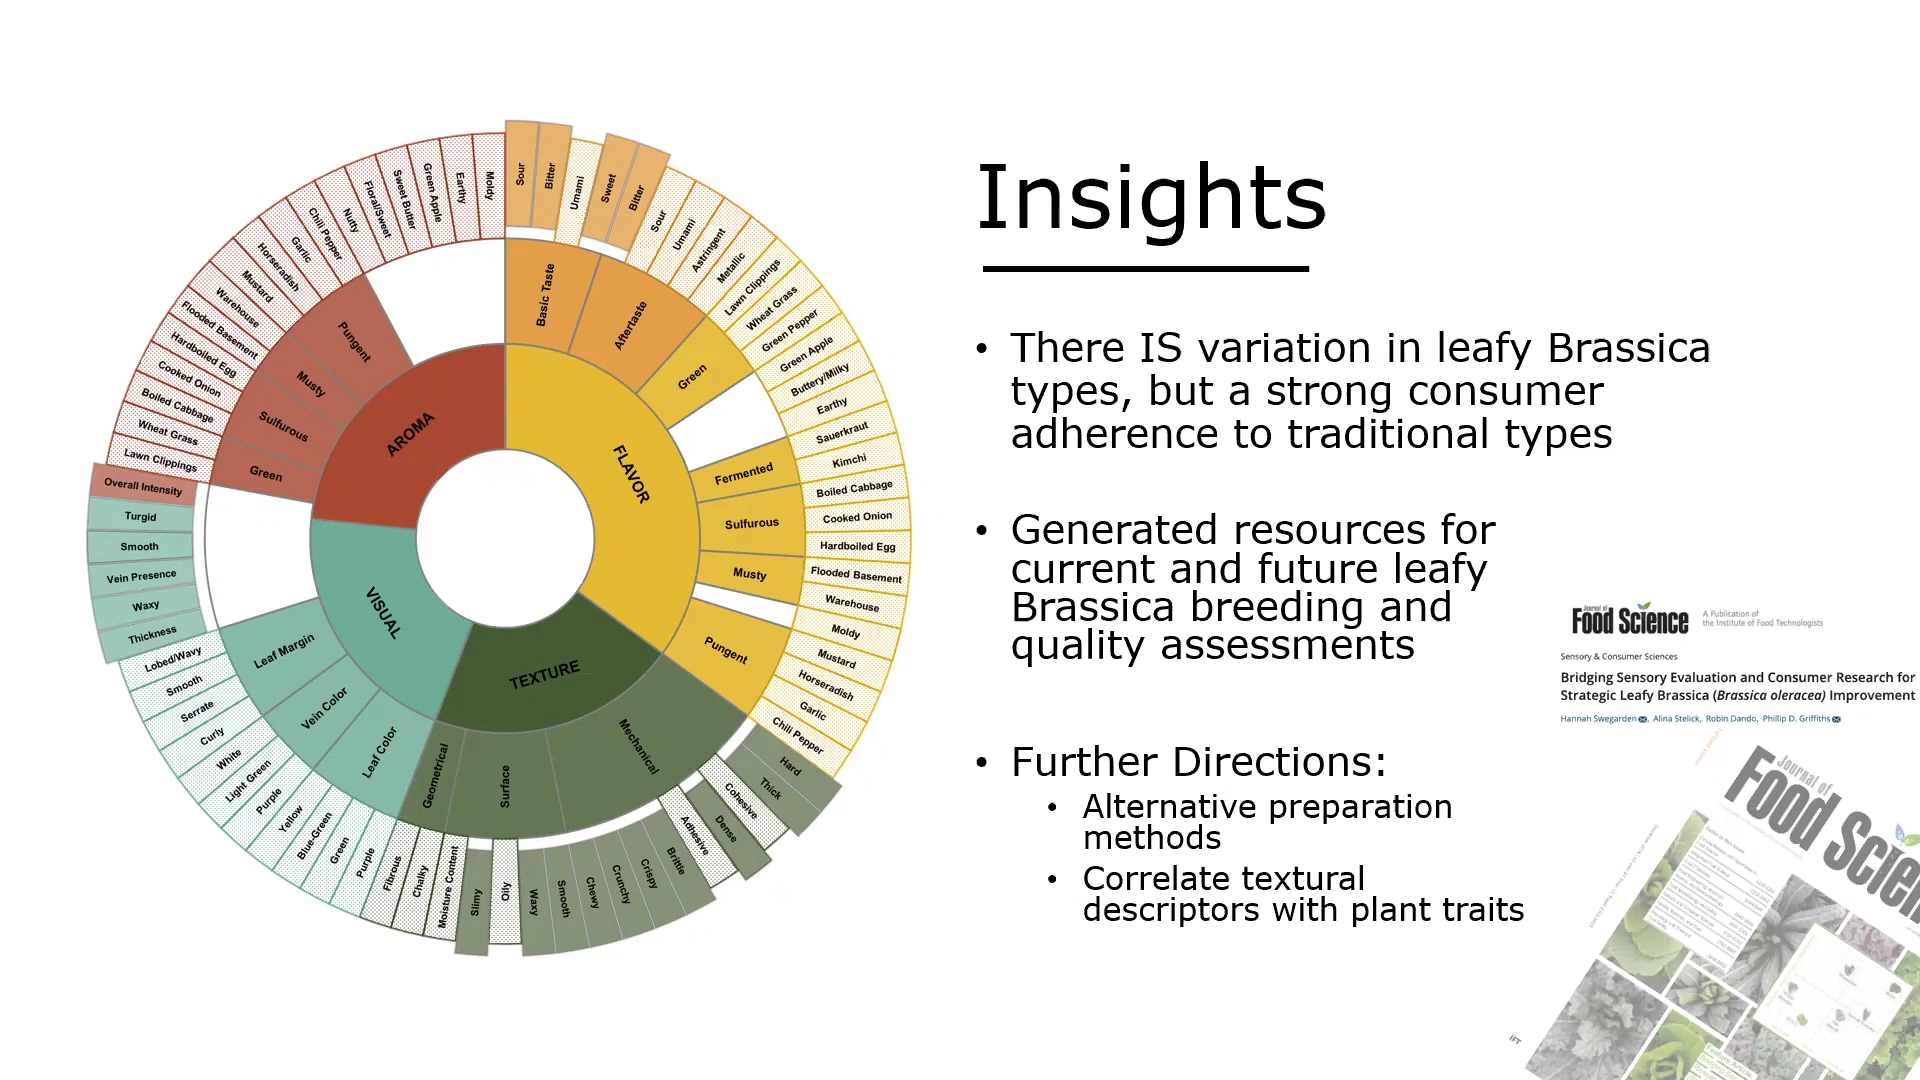 Insights
• There IS variation in leafy Brassica
types, but a strong consumer
adherence to traditional types
• Generated resources for
current and future leafy
Brassica breeding and
quality assessments
• Further Directions:
• Alternative preparation
methods
• Correlate textural
descriptors with plant traits
Journal of
Food Science
A Publication of
the Institute of Food Technologists
Sensory & Consumer Sciences
Bridging Sensory Evaluation and Consumer Research for
Strategic Leafy Brassica (Brassica oleracea) Improvement
Hannah Swegarden, Alina Stelick, Robin Dando, Phillip D. Griffiths
Journal of
Food Scien
IFT
AROMA
FLAVOR
TEXTURE
VISUAL
Basic Taste
Aftertaste
Green
Fermented
Sulfurous
Musty
Pungent
Mechanical
Surface
Geometrical
Leaf Color
Vein Color
Leaf Margin
Green
Sulfurous
Musty
Pungent
Sour
Bitter
Umami
Sweet
Bitter
Sour
Umami
Astringent
Metallic
Lawn Clippings
Wheat Grass
Green Pepper
Green Apple
Buttery/Milky
Earthy
Sauerkraut
Kimchi
Boiled Cabbage
Cooked Onion
Hardboiled Egg
Flooded Basement
Warehouse
Moldy
Mustard
Horseradish
Garlic
Chili Pepper
Hard
Thick
Cohesive
Dense
Adhesive
Brittle
Crispy
Crunchy
Chewy
Smooth
Waxy
Oily
Slimy
Moisture Content
Chalky
Fibrous
Purple
Green
Blue-Green
Yellow
Purple
Light Green
White
Curly
Serrate
Smooth
Lobed/Wavy
Thickness
Waxy
Vein Presence
Smooth
Turgid
Overall Intensity
Lawn Clippings
Wheat Grass
Boiled Cabbage
Cooked Onion
Hardboiled Egg
Flooded Basement
Warehouse
Mustard
Horseradish
Garlic
Chili Pepper
Nutty
Floral/Sweet
Sweet Butter
Green Apple
Earthy
Moldy